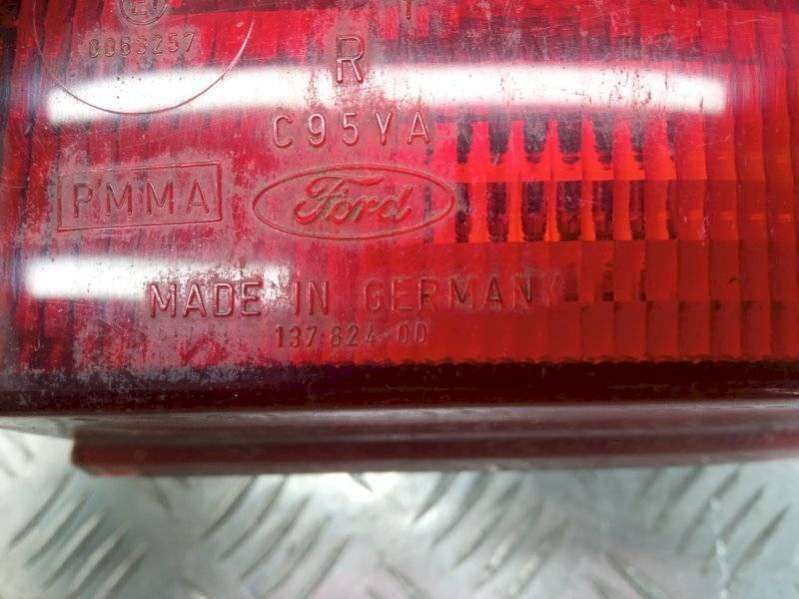 0063257
R
C95YA
PMMA
Ford
MADE IN GERMANY
137-824-00